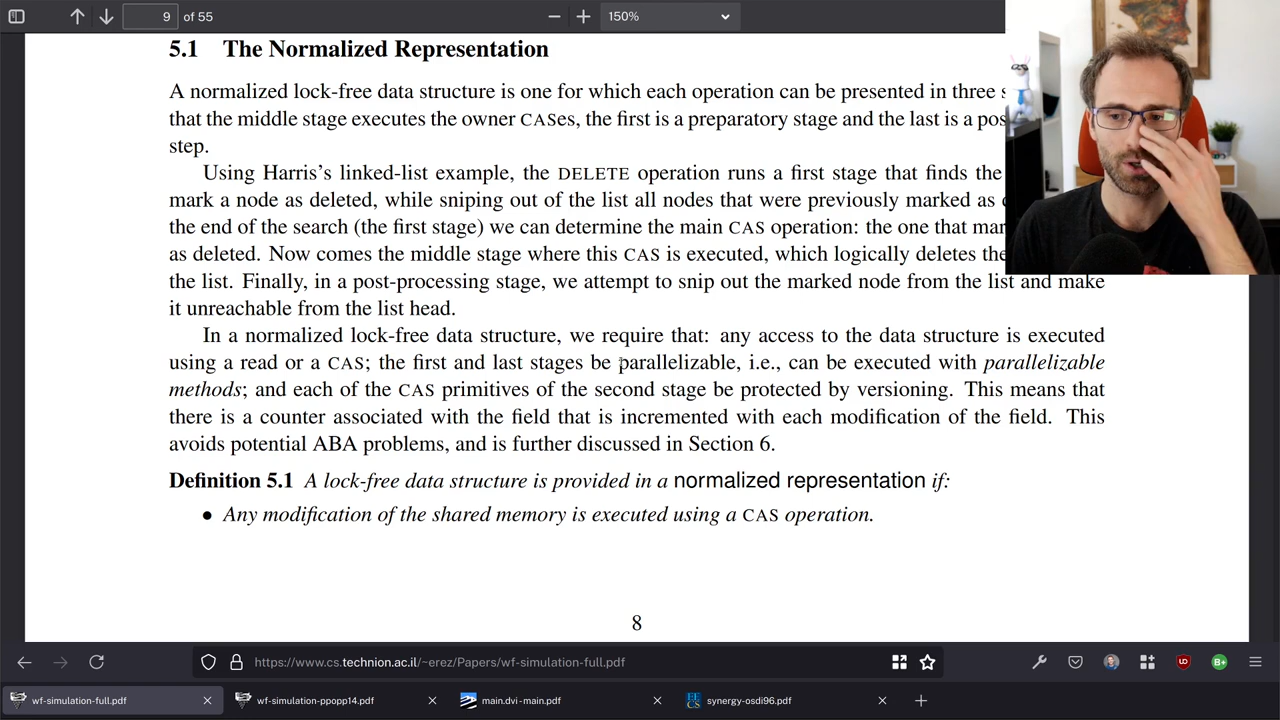 9 of 55
150%
5.1 The Normalized Representation
A normalized lock-free data structure is one for which each operation can be presented in three
that the middle stage executes the owner CASes, the first is a preparatory stage and the last is a
step.
Using Harris's linked-list example, the DELETE operation runs a first stage that finds the
mark a node as deleted, while sniping out of the list all nodes that were previously marked as
the end of the search (the first stage) we can determine the main CAS operation: the one that
as deleted. Now comes the middle stage where this CAS is executed, which logically deletes the
the list. Finally, in a post-processing stage, we attempt to snip out the marked node from the list and make
it unreachable from the list head.
In a normalized lock-free data structure, we require that: any access to the data structure is executed
using a read or a CAS; the first and last stages be parallelizable, i.e., can be executed with parallelizable
methods; and each of the CAS primitives of the second stage be protected by versioning. This means that
there is a counter associated with the field that is incremented with each modification of the field. This
avoids potential ABA problems, and is further discussed in Section 6.
Definition 5.1 A lock-free data structure is provided in a normalized representation if:
• Any modification of the shared memory is executed using a CAS operation.
8
https://www.cs.technion.ac.il/~erez/Papers/wf-simulation-full.pdf
wf-simulation-full.pdf wf-simulation-ppopp14.pdf main.dvi - main.pdf synergy-osdi96.pdf